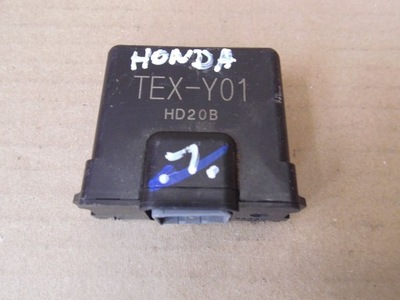 HONDA
TEX-Y01
HD20B
.7.